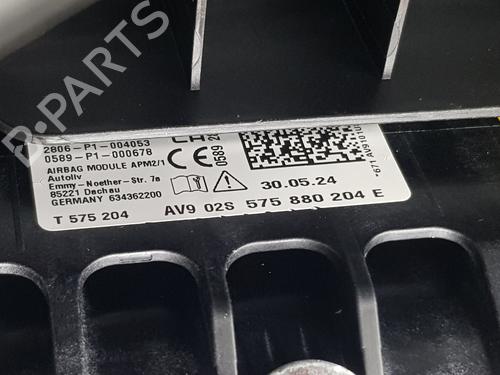 B-PARTS
2806-P1-004053
0589-P1-000678
AIRBAG MODULE APM2/1
Autoliv
Emmy-Noether-Str. 7a
85221 Dachau
GERMANY 634362200
CE
0589
30.05.24
T 575 204
AV9 02S 575 880 204 E